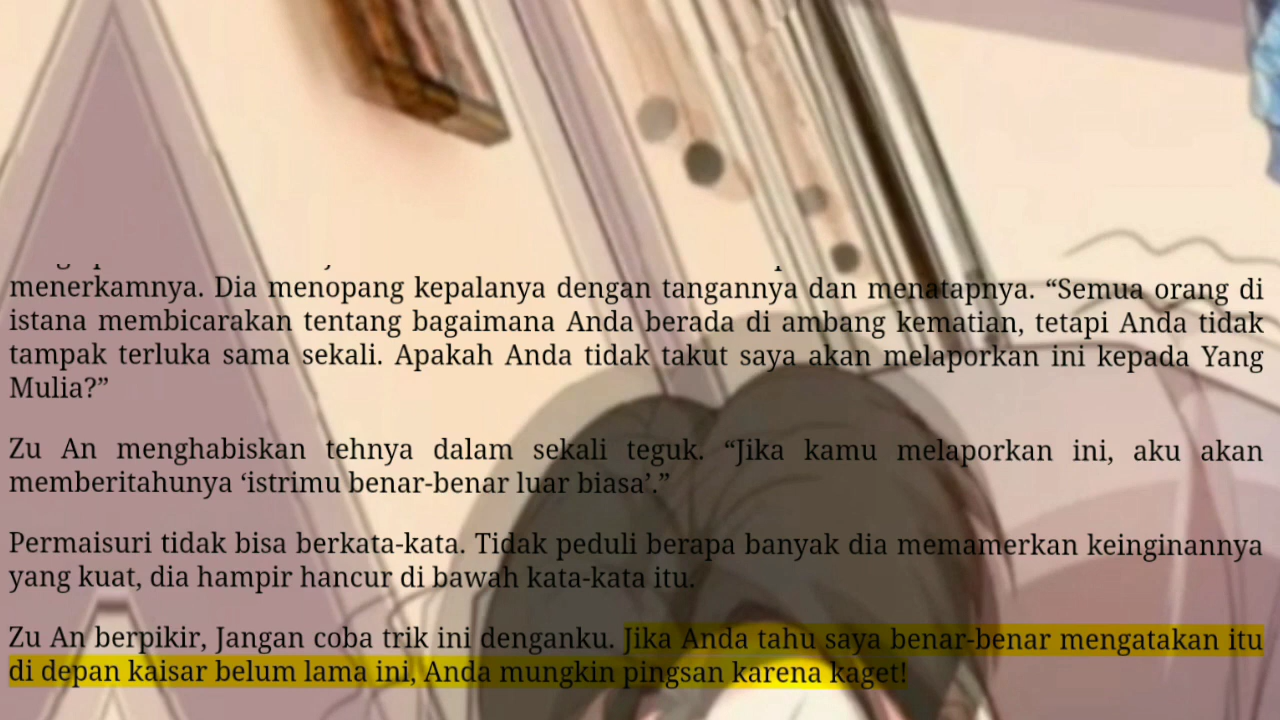 menerkamnya. Dia menopang kepalanya dengan tangannya dan menatapnya. “Semua orang di
istana membicarakan tentang bagaimana Anda berada di ambang kematian, tetapi Anda tidak
tampak terluka sama sekali. Apakah Anda tidak takut saya akan melaporkan ini kepada Yang
Mulia?”
Zu An menghabiskan tehnya dalam sekali teguk. “Jika kamu melaporkan ini, aku akan
memberitahunya ‘istrimu benar-benar luar biasa’.”
Permaisuri tidak bisa berkata-kata. Tidak peduli berapa banyak dia memamerkan keinginannya
yang kuat, dia hampir hancur di bawah kata-kata itu.
Zu An berpikir, Jangan coba trik ini denganku. Jika Anda tahu saya benar-benar mengatakan itu
di depan kaisar belum lama ini, Anda mungkin pingsan karena kaget!